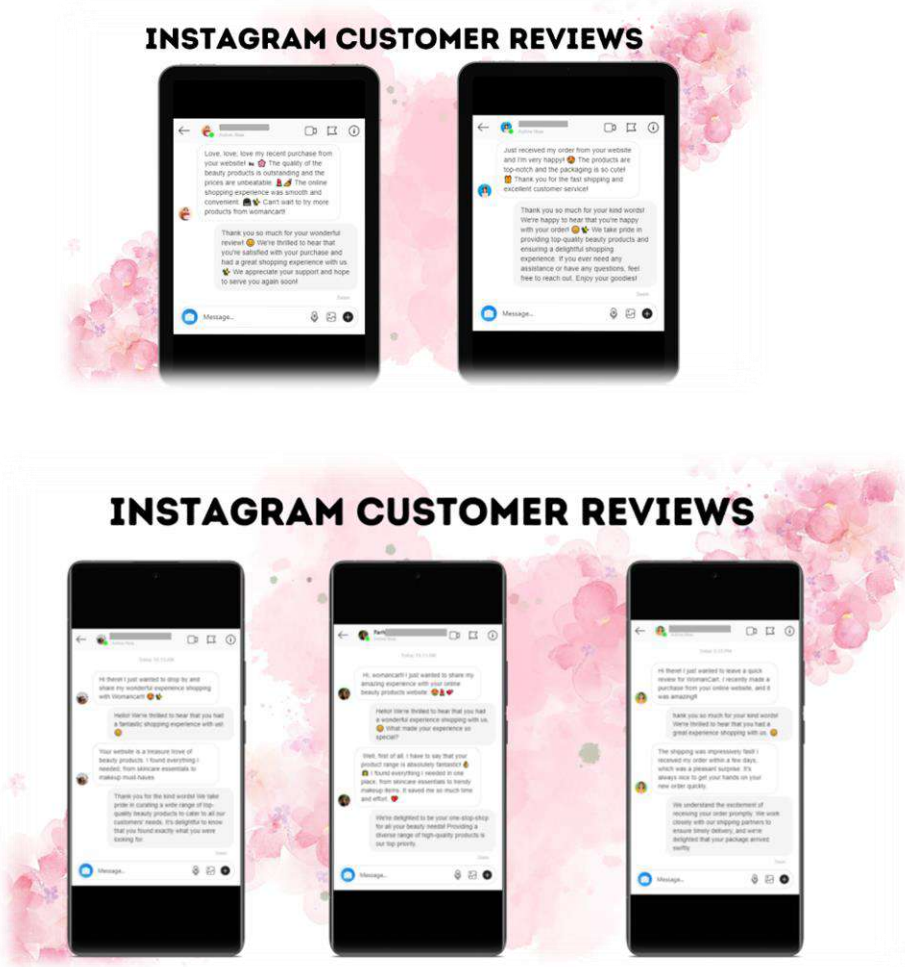 INSTAGRAM CUSTOMER REVIEWS
Love, love, love my recent purchase from
your website! 🌸 The quality of the
beauty products is outstanding and the
prices are unbeatable. 💄💅 The online
shopping experience was smooth and
convenient. Can't wait to try more
products from womancart!
Thank you so much for your wonderful
review! 😊 We're thrilled to hear that
you're satisfied with your purchase and
had a great shopping experience with us.
We appreciate your support and hope
to serve you again soon!
Seen
Message...
Just received my order from your website
and I'm very happy! 😍 The products are
top-notch and the packaging is so cute!
🎁 Thank you for the fast shipping and
excellent customer service!
Thank you so much for your kind words!
We're happy to hear that you're happy
with your order! 😊 We take pride in
providing top-quality beauty products and
ensuring a delightful shopping
experience. If you ever need any
assistance or have any questions, feel
free to reach out. Enjoy your goodies!
Seen
Message...
INSTAGRAM CUSTOMER REVIEWS
Hi there! I just wanted to drop by and
share my wonderful experience shopping
with Womancart!
Hello! We're thrilled to hear that you had
a fantastic shopping experience with us!
😊
Your website is a treasure trove of
beauty products. I found everything I
needed, from skincare essentials to
makeup must-haves.
Thank you for the kind words! We take
pride in curating a wide range of top-
quality beauty products to cater to all our
customers' needs. It's delightful to know
that you found exactly what you were
looking for.
Seen
Message...
Hi, womancart! I just wanted to share my
amazing experience with your online
beauty products website.
Hello! We're thrilled to hear that you had
a wonderful experience shopping with us.
😊 What made your experience so
special?
Well, first of all, I have to say that your
product range is absolutely fantastic!
I found everything I needed in one
place, from skincare essentials to trendy
makeup items. It saved me so much time
and effort. ❤️
We're delighted to be your one-stop-shop
for all your beauty needs! Providing a
diverse range of high-quality products is
our top priority.
Seen
Message...
Hi there! I just wanted to leave a quick
review for WomanCart. I recently made a
purchase from your online website, and it
was amazing!!
hank you so much for your kind words!
We're thrilled to hear that you had a
great shopping experience with us. 😊
The shipping was impressively fast! I
received my order within a few days,
which was a pleasant surprise. It's
always nice to get your hands on your
new order quickly.
We understand the excitement of
receiving your order promptly. We work
closely with our shipping partners to
ensure timely delivery, and we're
delighted that your package arrived
swiftly.
Seen
Message...